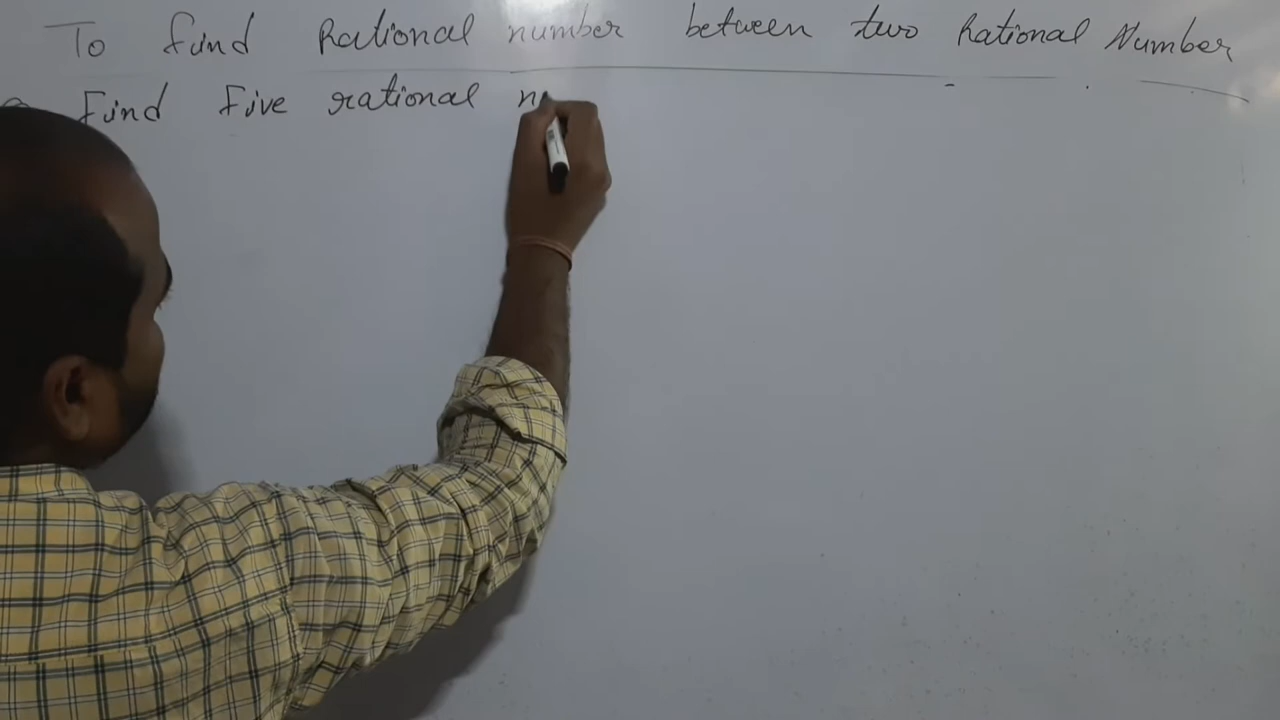 To find Rational number between two Rational Number
Find Five rational